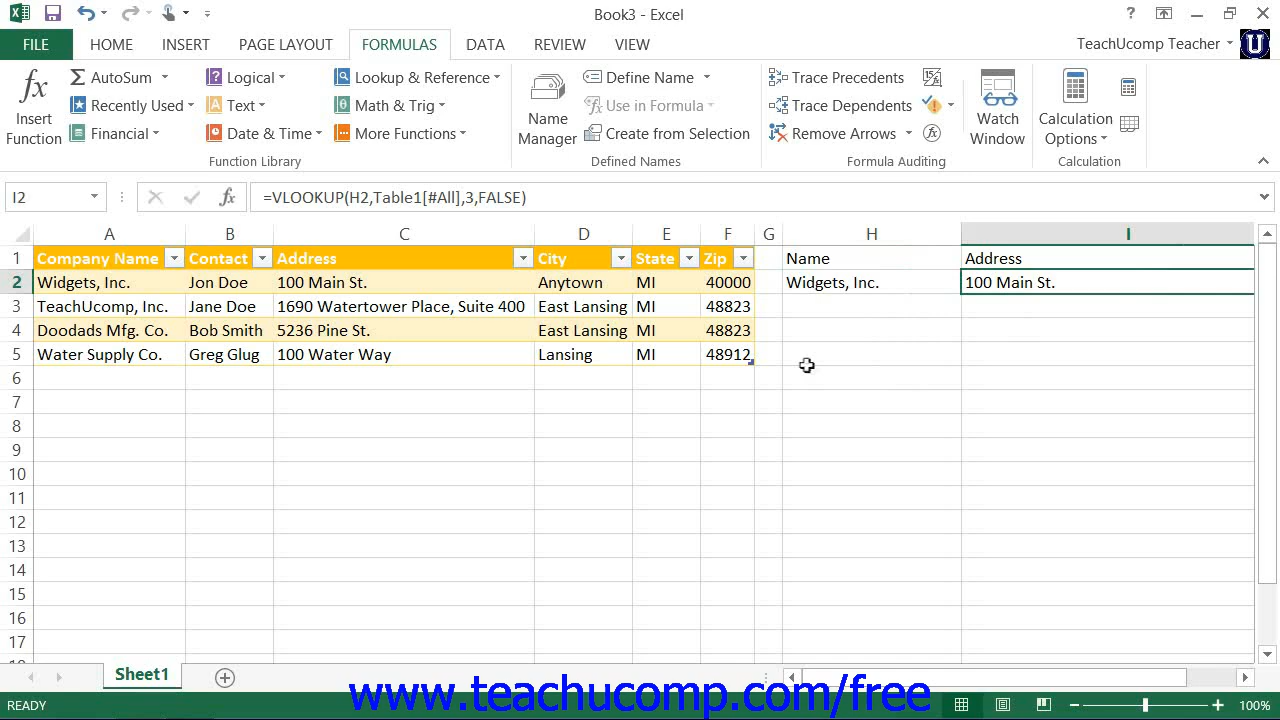 Book3 - Excel
?
FILE HOME INSERT PAGE LAYOUT FORMULAS DATA REVIEW VIEW TeachUcomp Teacher U
fx Insert Function
Σ AutoSum
Recently Used
Financial
? Logical
A Text
Date & Time
Lookup & Reference
θ Math & Trig
More Functions
Function Library
Name Manager
Define Name
Use in Formula
Create from Selection
Defined Names
Trace Precedents
Trace Dependents
Remove Arrows
fx
Formula Auditing
Watch Window
Calculation Options
Calculation
I2 fx =VLOOKUP(H2,Table1[#All],3,FALSE)
A B C D E F G H I
1 Company Name Contact Address City State Zip Name Address
2 Widgets, Inc. Jon Doe 100 Main St. Anytown MI 40000 Widgets, Inc. 100 Main St.
3 TeachUcomp, Inc. Jane Doe 1690 Watertower Place, Suite 400 East Lansing MI 48823
4 Doodads Mfg. Co. Bob Smith 5236 Pine St. East Lansing MI 48823
5 Water Supply Co. Greg Glug 100 Water Way Lansing MI 48912
6
7
8
9
10
11
12
13
14
15
16
17
Sheet1
www.teachucomp.com/free
READY 100%